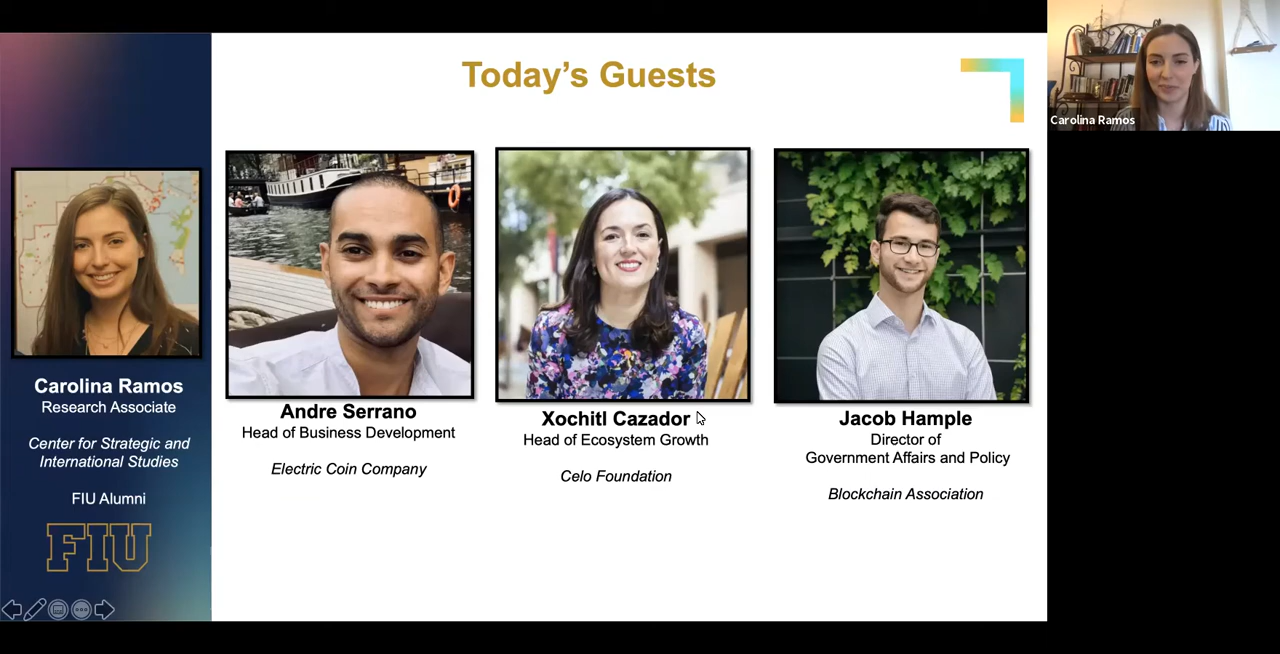 Today's Guests
Carolina Ramos
Carolina Ramos
Research Associate
Center for Strategic and
International Studies
FIU Alumni
FIU
Andre Serrano
Head of Business Development
Electric Coin Company
Xochitl Cazador
Head of Ecosystem Growth
Celo Foundation
Jacob Hample
Director of
Government Affairs and Policy
Blockchain Association